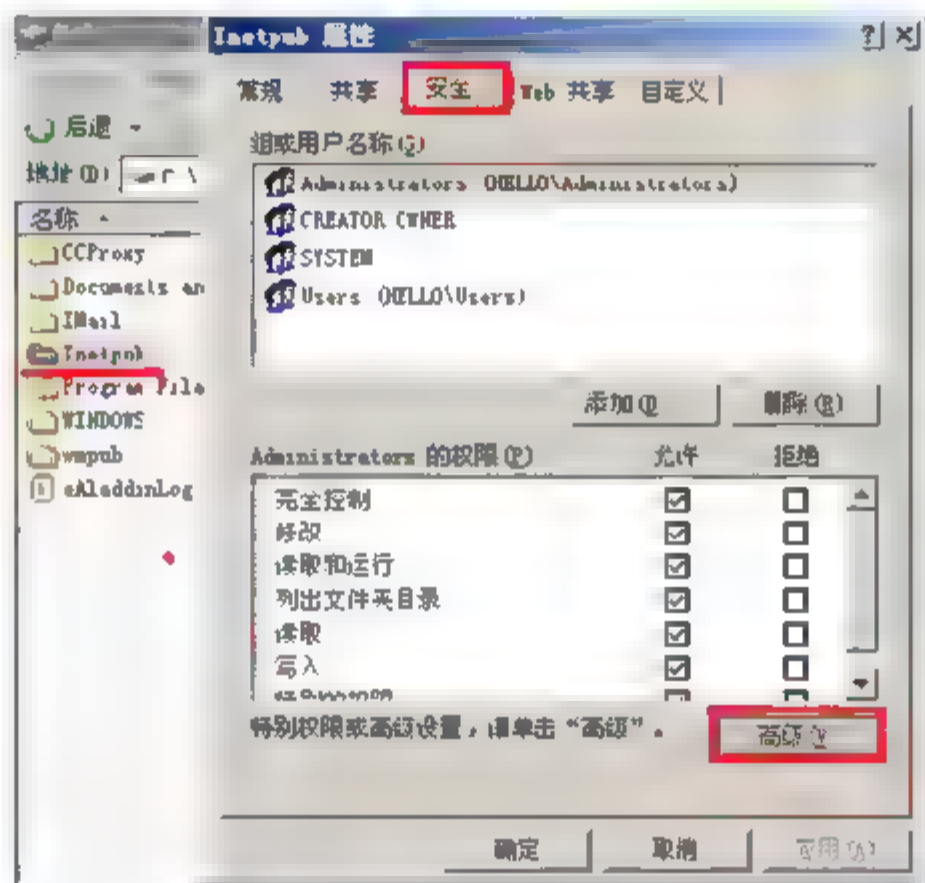 Inetpub 属性
常规 共享 安全 Web 共享 自定义
后退
地址(D)
组或用户名称(G)
Administrators (HELLO\Administrators)
CREATOR OWNER
SYSTEM
Users (HELLO\Users)
名称
CCProxy
Documents an
IMail
Inetpub
Program File
WINDOWS
wmpub
eAladdinLog
添加(D) 删除(R)
Administrators 的权限(P) 允许 拒绝
完全控制
修改
读取和运行
列出文件夹目录
读取
写入
特别权限或高级设置，请单击“高级”。
高级(V)
确定 取消 应用(A)